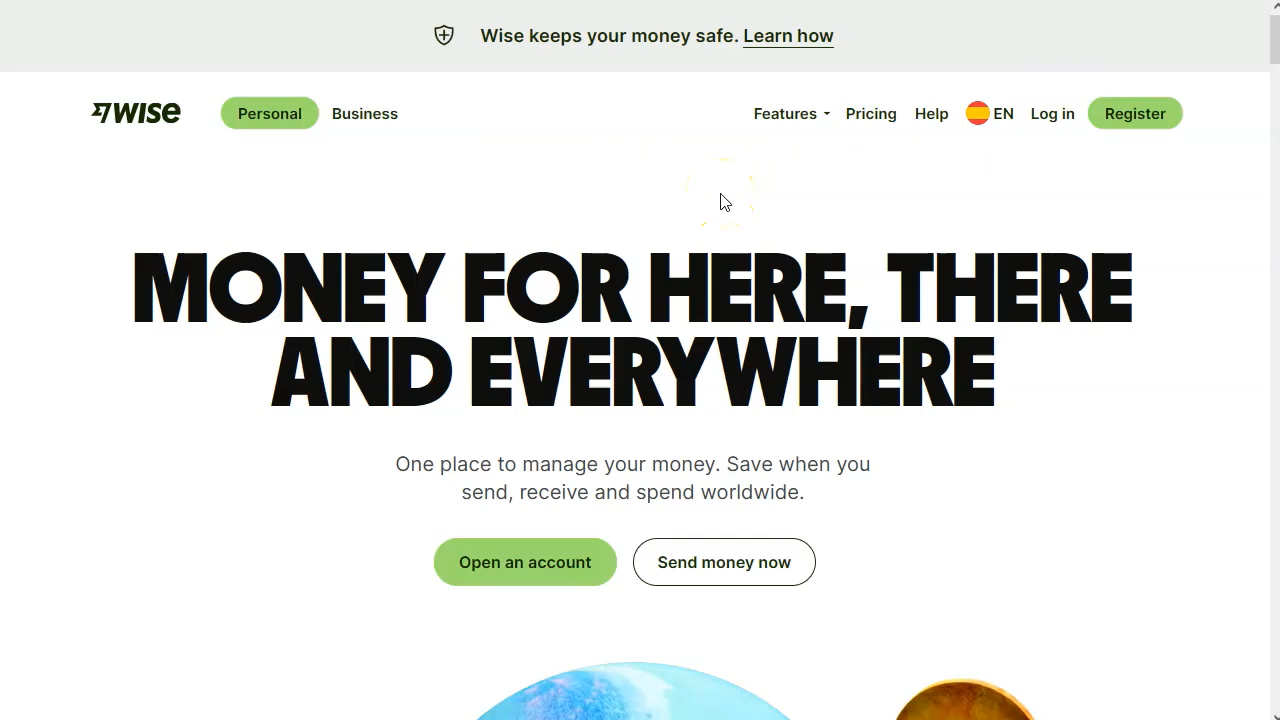 Wise keeps your money safe. Learn how
WISE Personal Business Features Pricing Help EN Log in Register
MONEY FOR HERE, THERE
AND EVERYWHERE
One place to manage your money. Save when you
send, receive and spend worldwide.
Open an account Send money now